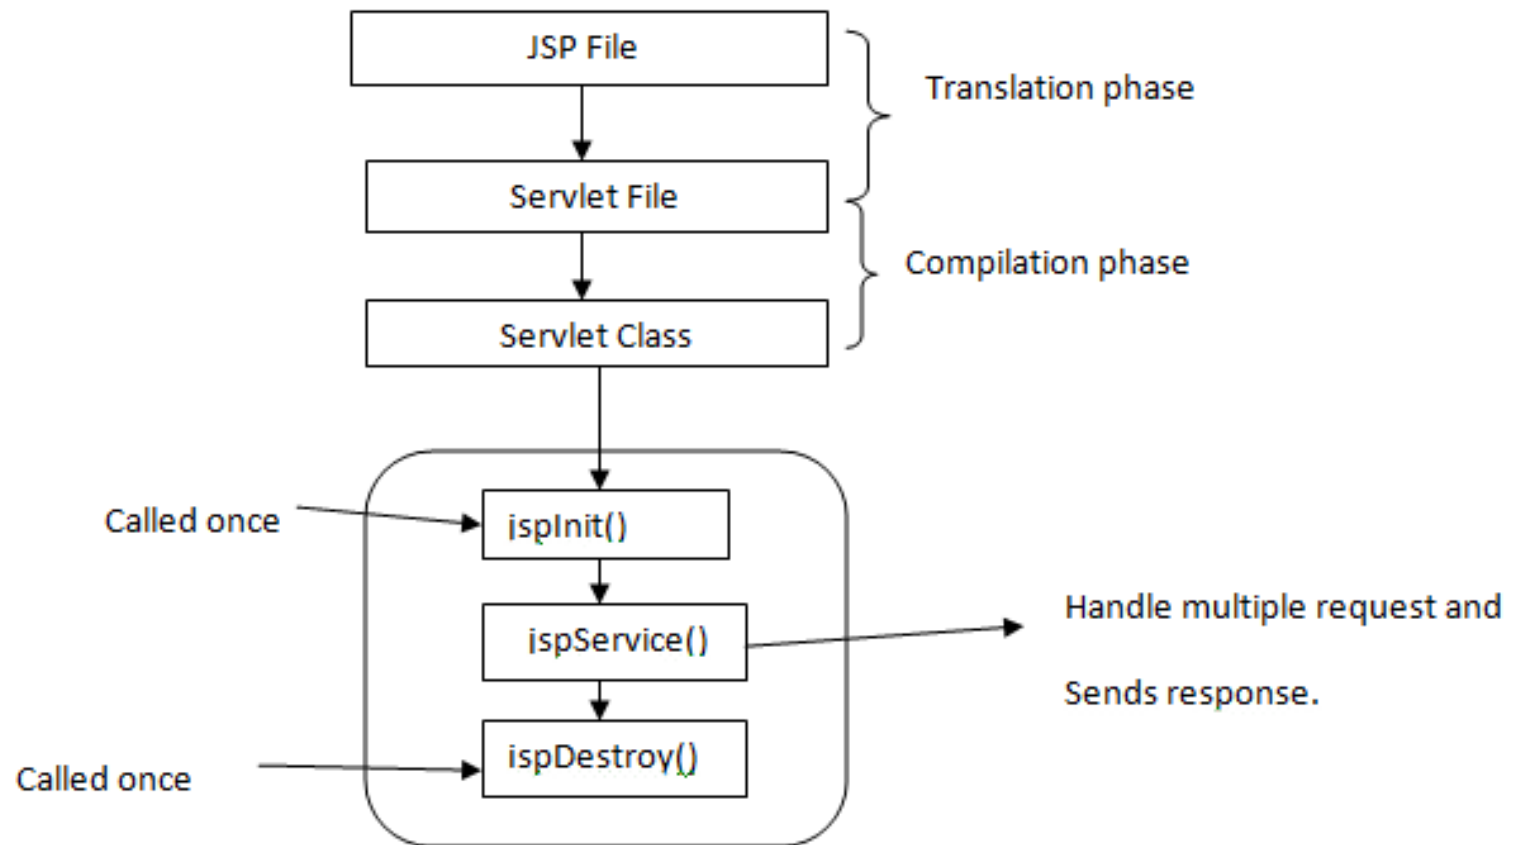 JSP File
Translation phase
Servlet File
Compilation phase
Servlet Class
Called once
jspInit()
jspService()
Handle multiple request and
Sends response.
jspDestroy()
Called once